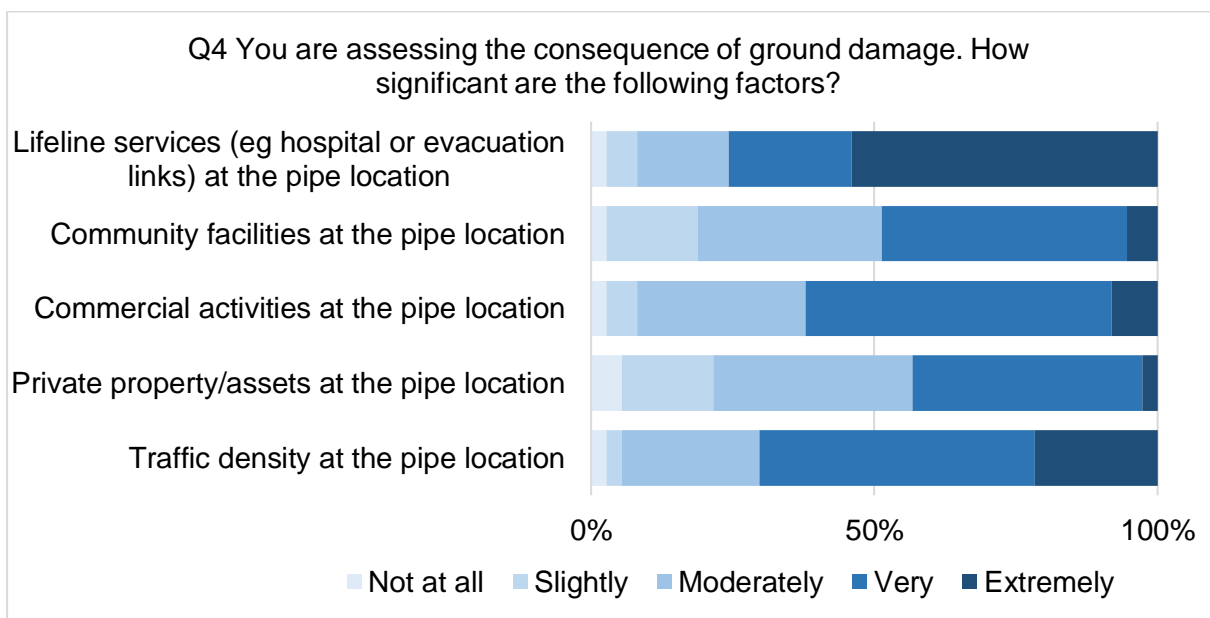 Q4 You are assessing the consequence of ground damage. How
significant are the following factors?
Lifeline services (eg hospital or evacuation
links) at the pipe location
Community facilities at the pipe location
Commercial activities at the pipe location
Private property/assets at the pipe location
Traffic density at the pipe location
0% 50% 100%
Not at all Slightly Moderately Very Extremely